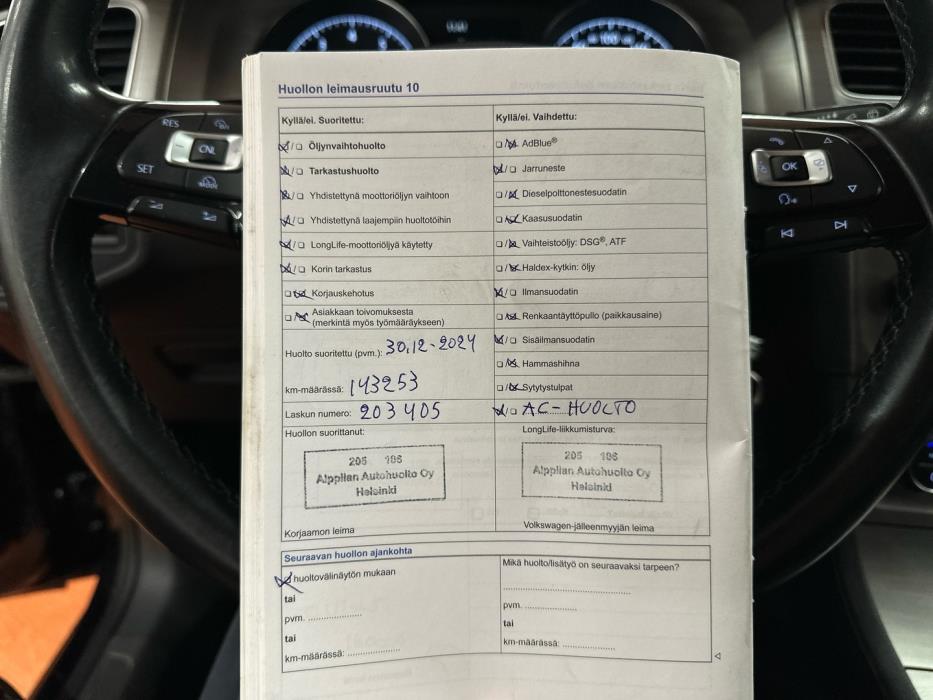 Huollon leimausruutu 10
Kyllä/ei. Suoritettu:
Öljynvaihtohuolto
Tarkastushuolto
Yhdistettynä moottoriöljyn vaihtoon
Yhdistettynä laajempiin huoltotöihin
LongLife-moottoriöljyä käytetty
Korin tarkastus
Korjauskehotus
Asiakkaan toivomuksesta
(merkintä myös työmääräykseen)
Huolto suoritettu (pvm.): 30.12.2024
km-määrässä: 143253
Laskun numero: 203405
Huollon suorittanut:
205 186
Alppilan Autohuolto Oy
Helsinki
Korjaamon leima
Kyllä/ei. Vaihdettu:
AdBlue®
Jarruneste
Dieselpolttonestesuodatin
Kaasusuodatin
Vaihteistoöljy: DSG®, ATF
Haldex-kytkin: öljy
Ilmansuodatin
Renkaantäyttöpullo (paikkausaine)
Sisäilmansuodatin
Hammashihna
Sytytystulpat
AC-HUOLTO
LongLife-liikkumisturva:
205 186
Alppilan Autohuolto Oy
Helsinki
Volkswagen-jälleenmyyjän leima
Seuraavan huollon ajankohta
huoltovälinäytön mukaan
tai
pvm.
tai
km-määrässä:
Mikä huolto/lisätyö on seuraavaksi tarpeen?
pvm.
tai
km-määrässä:
RES
CNL
SET
OK